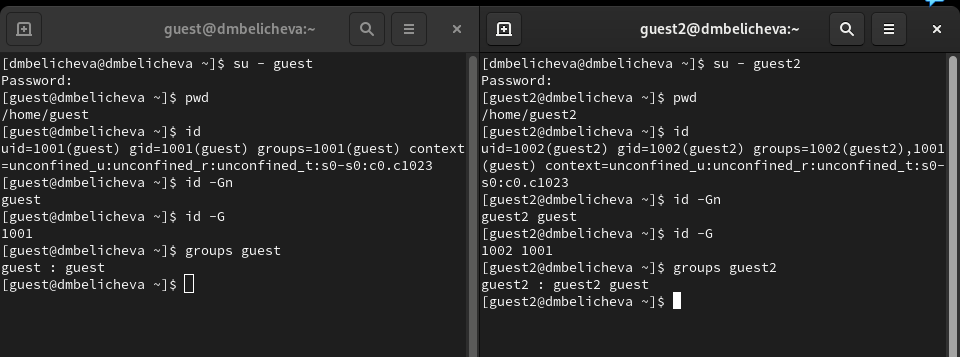 guest@dmbelicheva:~
[dmbelicheva@dmbelicheva ~]$ su - guest
Password:
[guest@dmbelicheva ~]$ pwd
/home/guest
[guest@dmbelicheva ~]$ id
uid=1001(guest) gid=1001(guest) groups=1001(guest) context
=unconfined_u:unconfined_r:unconfined_t:s0-s0:c0.c1023
[guest@dmbelicheva ~]$ id -Gn
guest
[guest@dmbelicheva ~]$ id -G
1001
[guest@dmbelicheva ~]$ groups guest
guest : guest
[guest@dmbelicheva ~]$
guest2@dmbelicheva:~
[dmbelicheva@dmbelicheva ~]$ su - guest2
Password:
[guest2@dmbelicheva ~]$ pwd
/home/guest2
[guest2@dmbelicheva ~]$ id
uid=1002(guest2) gid=1002(guest2) groups=1002(guest2),1001
(guest) context=unconfined_u:unconfined_r:unconfined_t:s0-
s0:c0.c1023
[guest2@dmbelicheva ~]$ id -Gn
guest2 guest
[guest2@dmbelicheva ~]$ id -G
1002 1001
[guest2@dmbelicheva ~]$ groups guest2
guest2 : guest2 guest
[guest2@dmbelicheva ~]$